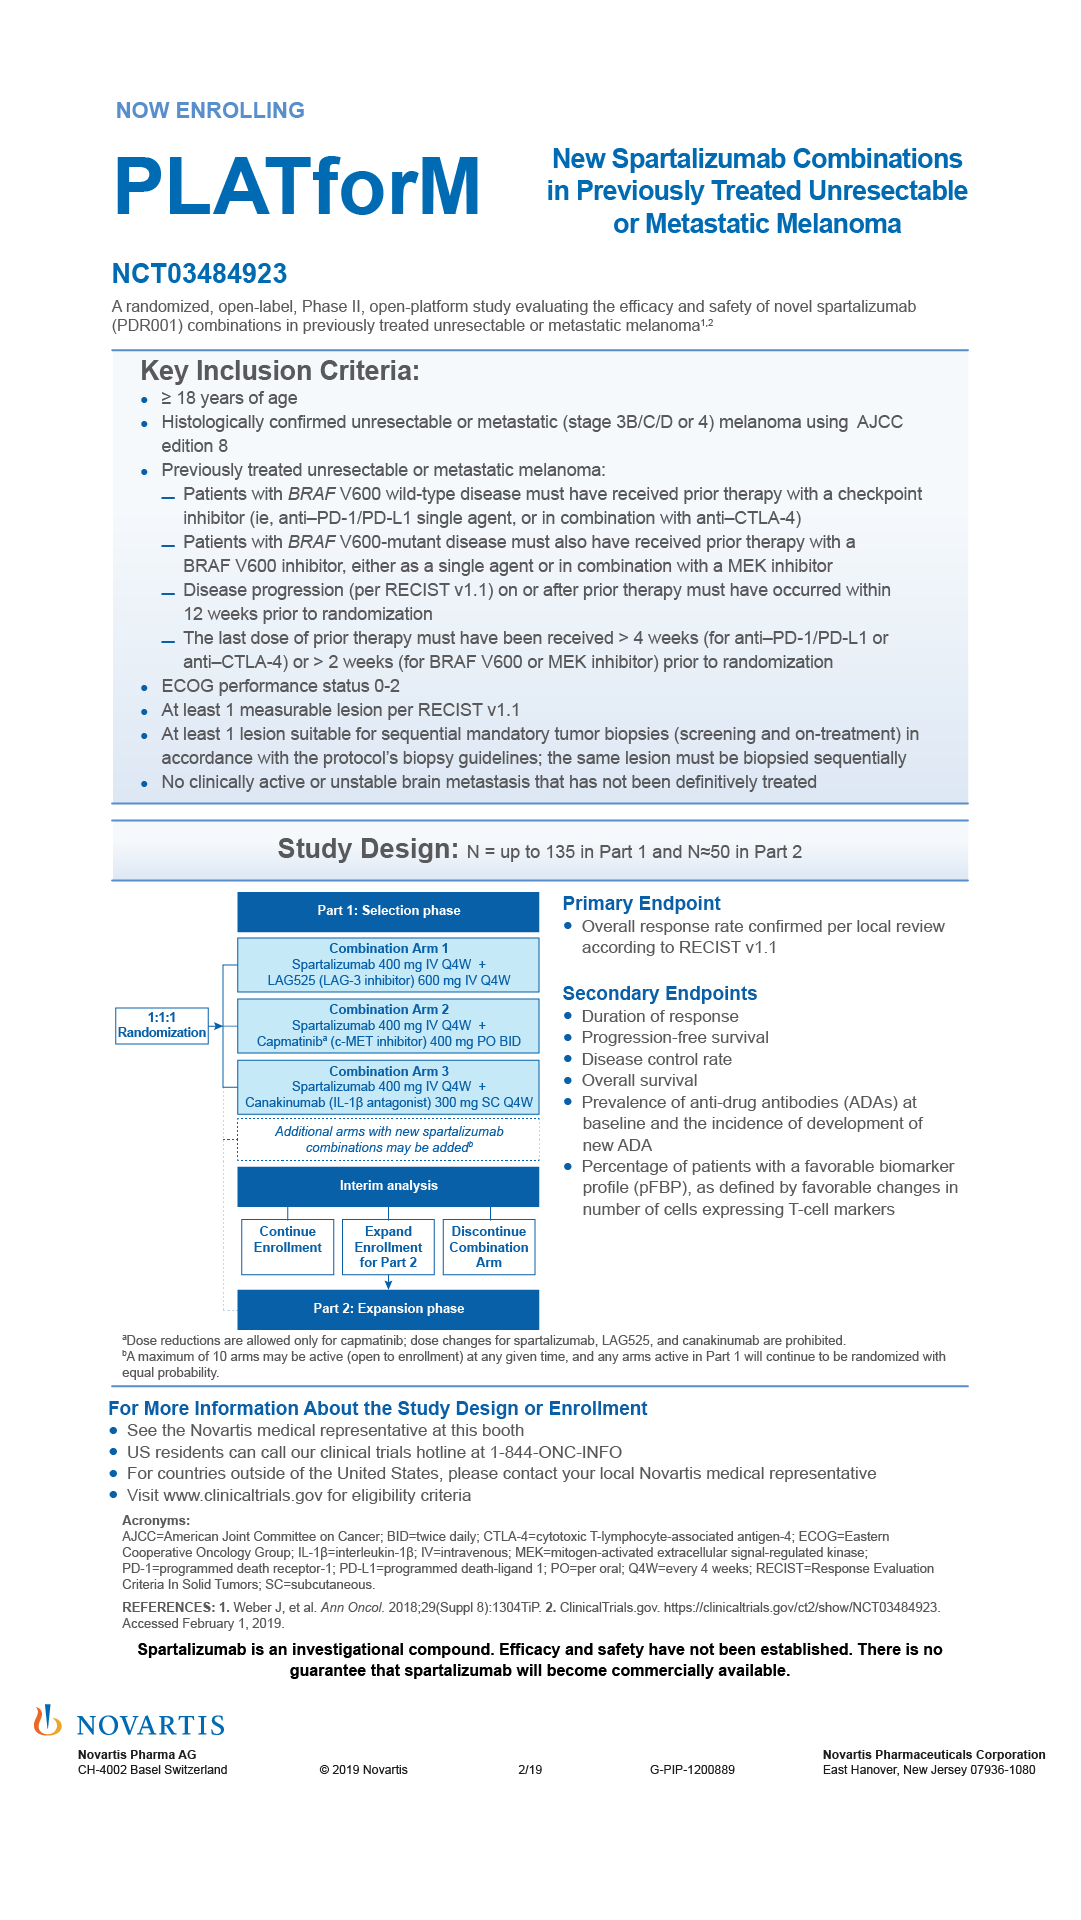 NOW ENROLLING
PLATforM
New Spartalizumab Combinations
in Previously Treated Unresectable
or Metastatic Melanoma
NCT03484923
A randomized, open-label, Phase II, open-platform study evaluating the efficacy and safety of novel spartalizumab
(PDR001) combinations in previously treated unresectable or metastatic melanoma¹,²
Key Inclusion Criteria:
• ≥ 18 years of age
• Histologically confirmed unresectable or metastatic (stage 3B/C/D or 4) melanoma using AJCC
edition 8
• Previously treated unresectable or metastatic melanoma:
— Patients with BRAF V600 wild-type disease must have received prior therapy with a checkpoint
inhibitor (ie, anti–PD-1/PD-L1 single agent, or in combination with anti–CTLA-4)
— Patients with BRAF V600-mutant disease must also have received prior therapy with a
BRAF V600 inhibitor, either as a single agent or in combination with a MEK inhibitor
— Disease progression (per RECIST v1.1) on or after prior therapy must have occurred within
12 weeks prior to randomization
— The last dose of prior therapy must have been received > 4 weeks (for anti–PD-1/PD-L1 or
anti–CTLA-4) or > 2 weeks (for BRAF V600 or MEK inhibitor) prior to randomization
• ECOG performance status 0-2
• At least 1 measurable lesion per RECIST v1.1
• At least 1 lesion suitable for sequential mandatory tumor biopsies (screening and on-treatment) in
accordance with the protocol's biopsy guidelines; the same lesion must be biopsied sequentially
• No clinically active or unstable brain metastasis that has not been definitively treated
Study Design: N = up to 135 in Part 1 and N≈50 in Part 2
1:1:1
Randomization
Part 1: Selection phase
Combination Arm 1
Spartalizumab 400 mg IV Q4W +
LAG525 (LAG-3 inhibitor) 600 mg IV Q4W
Combination Arm 2
Spartalizumab 400 mg IV Q4W +
Capmatinibᵃ (c-MET inhibitor) 400 mg PO BID
Combination Arm 3
Spartalizumab 400 mg IV Q4W +
Canakinumab (IL-1β antagonist) 300 mg SC Q4W
Additional arms with new spartalizumab
combinations may be addedᵇ
Interim analysis
Continue
Enrollment
Expand
Enrollment
for Part 2
Discontinue
Combination
Arm
Part 2: Expansion phase
Primary Endpoint
• Overall response rate confirmed per local review
according to RECIST v1.1
Secondary Endpoints
• Duration of response
• Progression-free survival
• Disease control rate
• Overall survival
• Prevalence of anti-drug antibodies (ADAs) at
baseline and the incidence of development of
new ADA
• Percentage of patients with a favorable biomarker
profile (pFBP), as defined by favorable changes in
number of cells expressing T-cell markers
ᵃDose reductions are allowed only for capmatinib; dose changes for spartalizumab, LAG525, and canakinumab are prohibited.
ᵇA maximum of 10 arms may be active (open to enrollment) at any given time, and any arms active in Part 1 will continue to be randomized with
equal probability.
For More Information About the Study Design or Enrollment
• See the Novartis medical representative at this booth
• US residents can call our clinical trials hotline at 1-844-ONC-INFO
• For countries outside of the United States, please contact your local Novartis medical representative
• Visit www.clinicaltrials.gov for eligibility criteria
Acronyms:
AJCC=American Joint Committee on Cancer; BID=twice daily; CTLA-4=cytotoxic T-lymphocyte-associated antigen-4; ECOG=Eastern
Cooperative Oncology Group; IL-1β=interleukin-1β; IV=intravenous; MEK=mitogen-activated extracellular signal-regulated kinase;
PD-1=programmed death receptor-1; PD-L1=programmed death-ligand 1; PO=per oral; Q4W=every 4 weeks; RECIST=Response Evaluation
Criteria In Solid Tumors; SC=subcutaneous.
REFERENCES: 1. Weber J, et al. Ann Oncol. 2018;29(Suppl 8):1304TiP. 2. ClinicalTrials.gov. https://clinicaltrials.gov/ct2/show/NCT03484923.
Accessed February 1, 2019.
Spartalizumab is an investigational compound. Efficacy and safety have not been established. There is no
guarantee that spartalizumab will become commercially available.
NOVARTIS
Novartis Pharma AG
CH-4002 Basel Switzerland
© 2019 Novartis
2/19
G-PIP-1200889
Novartis Pharmaceuticals Corporation
East Hanover, New Jersey 07936-1080